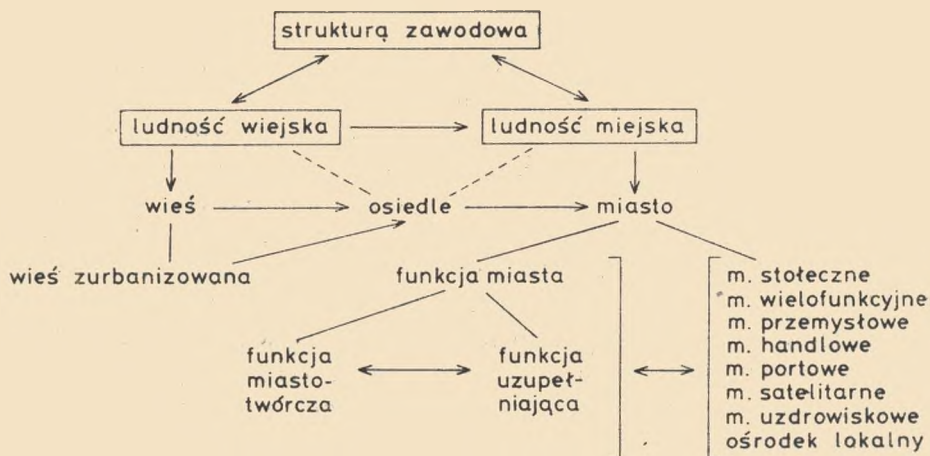 strukturą zawodowa
ludność wiejska
ludność miejska
wieś
osiedle
miasto
wieś zurbanizowana
funkcja miasta
funkcja
miasto-
twórcza
funkcja
uzupeł-
niająca
m. stołeczne
m. wielofunkcyjne
m. przemysłowe
m. handlowe
m. portowe
m. satelitarne
m. uzdrowiskowe
ośrodek lokalny